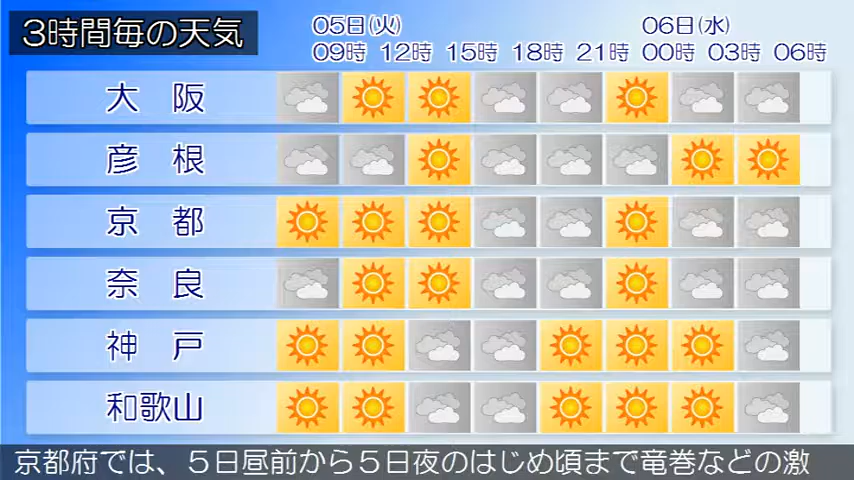 3時間毎の天気
05日(火) 06日(水)
09時 12時 15時 18時 21時 00時 03時 06時
大阪
彦根
京都
奈良
神戸
和歌山
京都府では、５日昼前から５日夜のはじめ頃まで竜巻などの激